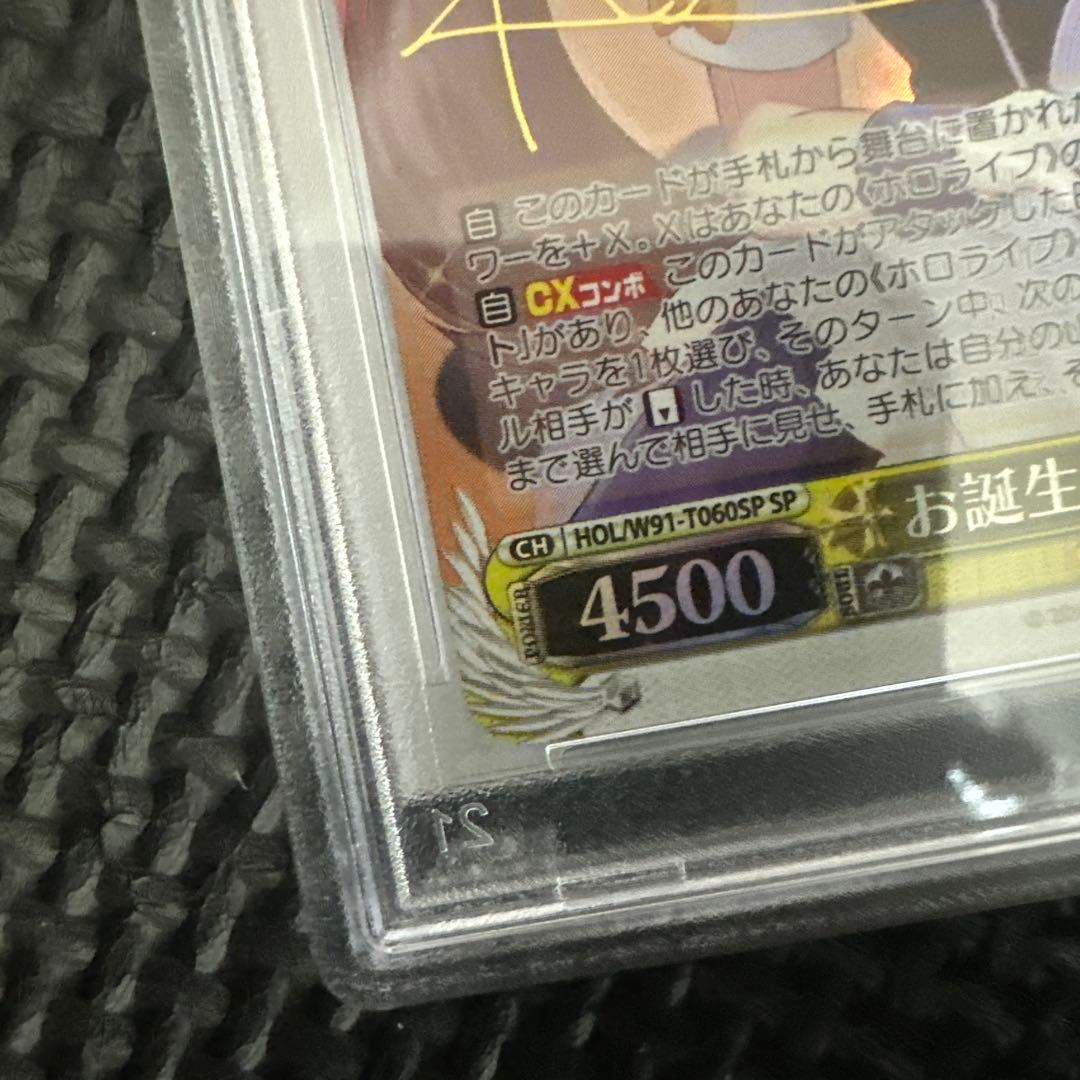 自 このカードが手札から舞台に置かれた
ワーを＋X。Xはあなたの《ホロライブ》の
自 CXコンボ このカードがアタックした
ト」があり、他のあなたの《ホロライブ》
キャラを1枚選び、そのターン中、次の
ル相手が した時、あなたは自分の山
まで選んで相手に見せ、手札に加え、そ
CH HOL/W91-T060SP SP
お誕生
POWER 4500 SOUL
21